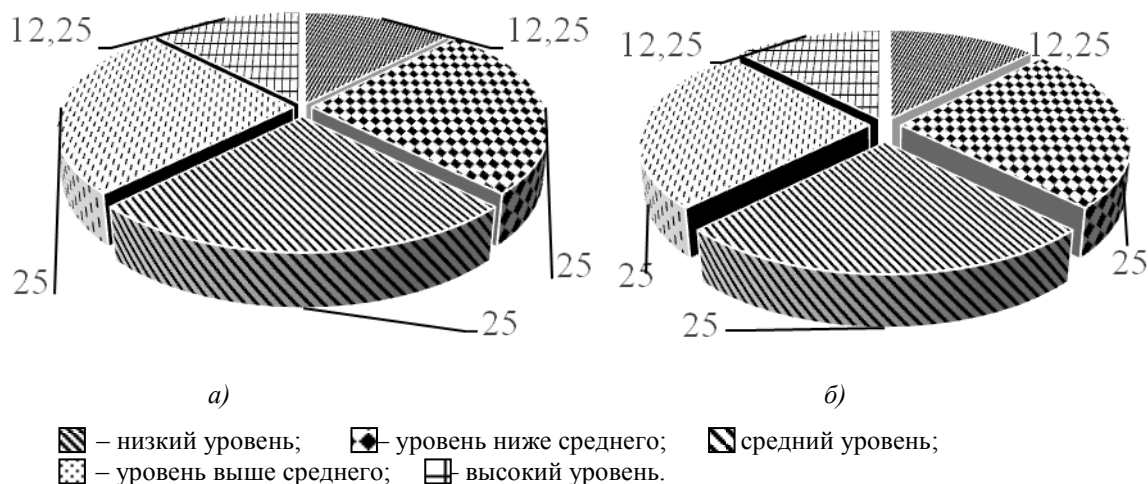 12,25 12,25 12,25 12,25
25 25 25 25
25 25
а) б)
– низкий уровень; – уровень ниже среднего; средний уровень;
– уровень выше среднего; – высокий уровень.